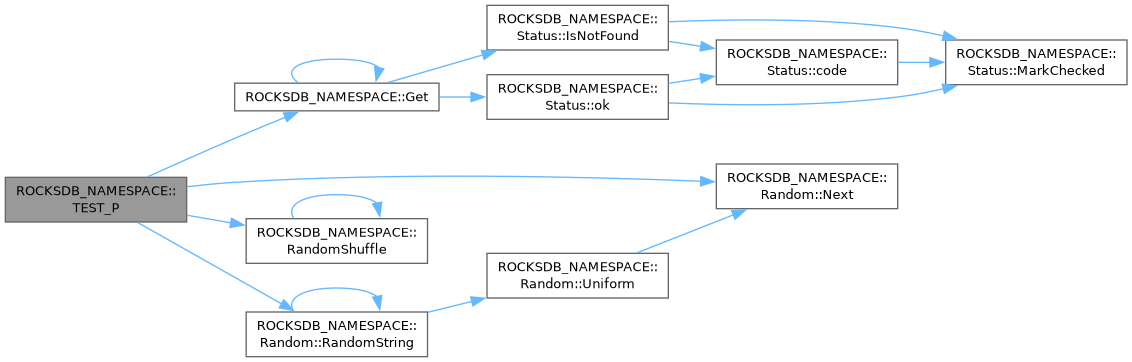 ROCKSDB_NAMESPACE::
TEST_P
ROCKSDB_NAMESPACE::Get
ROCKSDB_NAMESPACE::
Status::IsNotFound
ROCKSDB_NAMESPACE::
Status::ok
ROCKSDB_NAMESPACE::
Status::code
ROCKSDB_NAMESPACE::
Status::MarkChecked
ROCKSDB_NAMESPACE::
Random::Next
ROCKSDB_NAMESPACE::
RandomShuffle
ROCKSDB_NAMESPACE::
Random::Uniform
ROCKSDB_NAMESPACE::
Random::RandomString